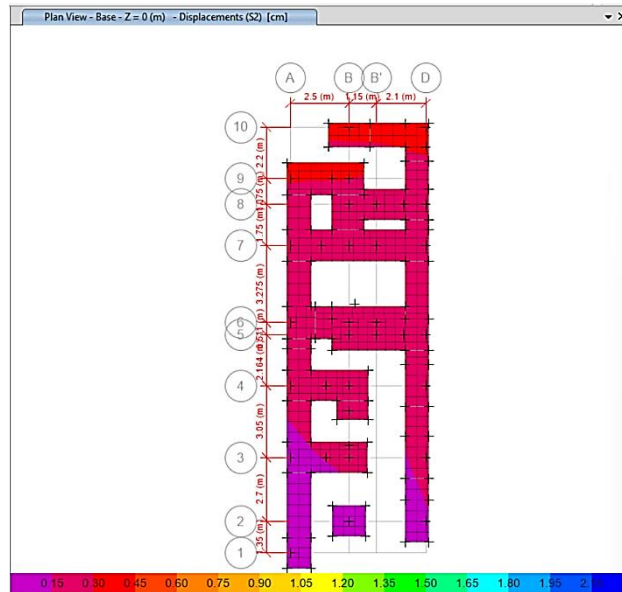 Plan View - Base - Z = 0 (m) - Displacements (S2) [cm]
A B B' D
2.5 (m) 1.15 (m) 2.1 (m)
10
2.2 (m)
9
1.075 (m)
8
1.75 (m)
7
3.275 (m)
6
5
2.164 (m)
4
3.05 (m)
3
2.7 (m)
2
1
0.15 0.30 0.45 0.60 0.75 0.90 1.05 1.20 1.35 1.50 1.65 1.80 1.95